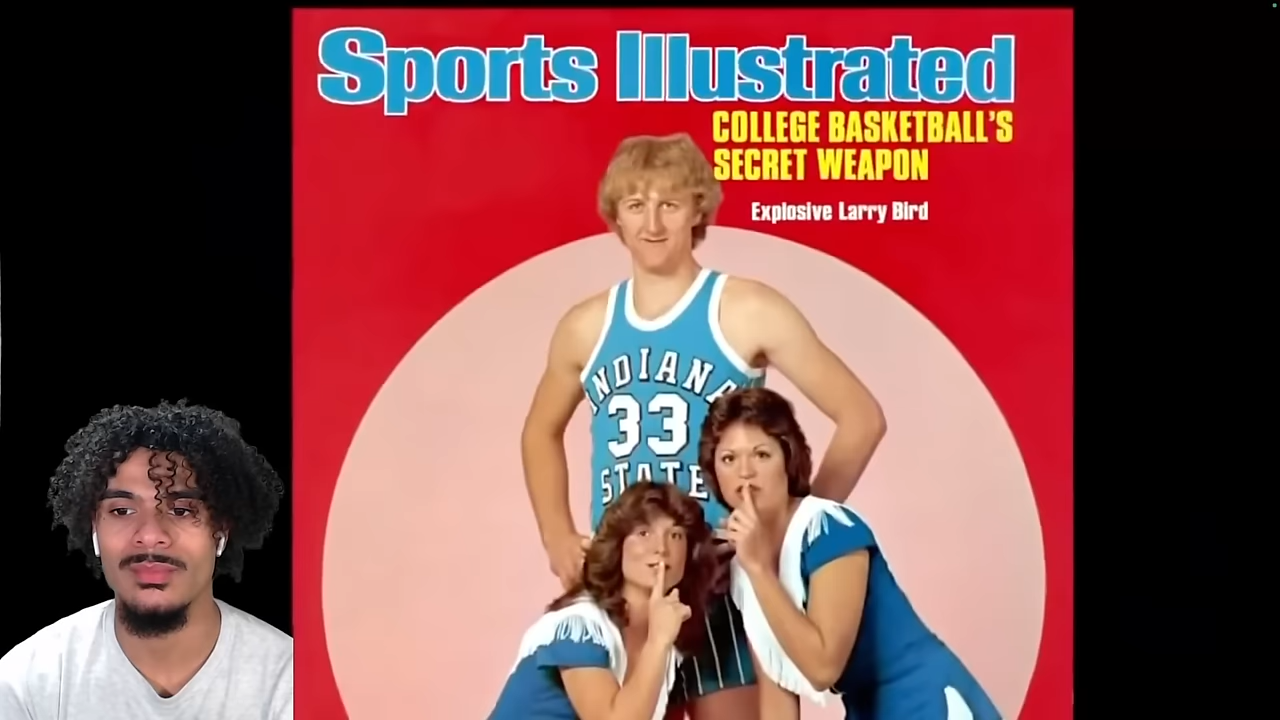 Sports Illustrated
COLLEGE BASKETBALL'S
SECRET WEAPON
Explosive Larry Bird
INDIANA
33
STATE